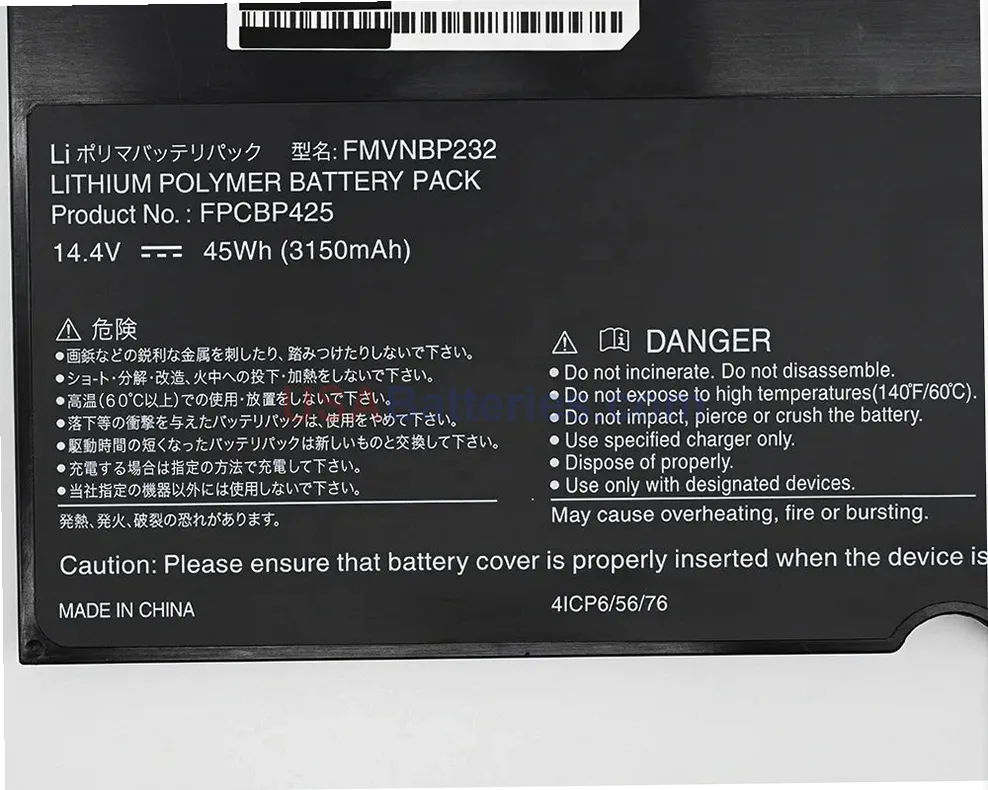 Li ポリマバッテリパック 型名: FMVNBP232
LITHIUM POLYMER BATTERY PACK
Product No. : FPCBP425
14.4V ⎓ 45Wh (3150mAh)
⚠ 危険
●画鋲などの鋭利な金属を刺したり、踏みつけたりしないで下さい。
●ショート・分解・改造、火中への投下・加熱をしないで下さい。
●高温(60℃以上)での使用・放置をしないで下さい。
●落下等の衝撃を与えたバッテリパックは、使用をやめて下さい。
●駆動時間の短くなったバッテリパックは新しいものと交換して下さい。
●充電する場合は指定の方法で充電して下さい。
●当社指定の機器以外には使用しないで下さい。
発熱、発火、破裂の恐れがあります。
⚠ DANGER
● Do not incinerate. Do not disassemble.
● Do not expose to high temperatures(140℉/60℃).
● Do not impact, pierce or crush the battery.
● Use specified charger only.
● Dispose of properly.
● Use only with designated devices.
May cause overheating, fire or bursting.
USABatteries.com
Caution: Please ensure that battery cover is properly inserted when the device is
MADE IN CHINA
4ICP6/56/76